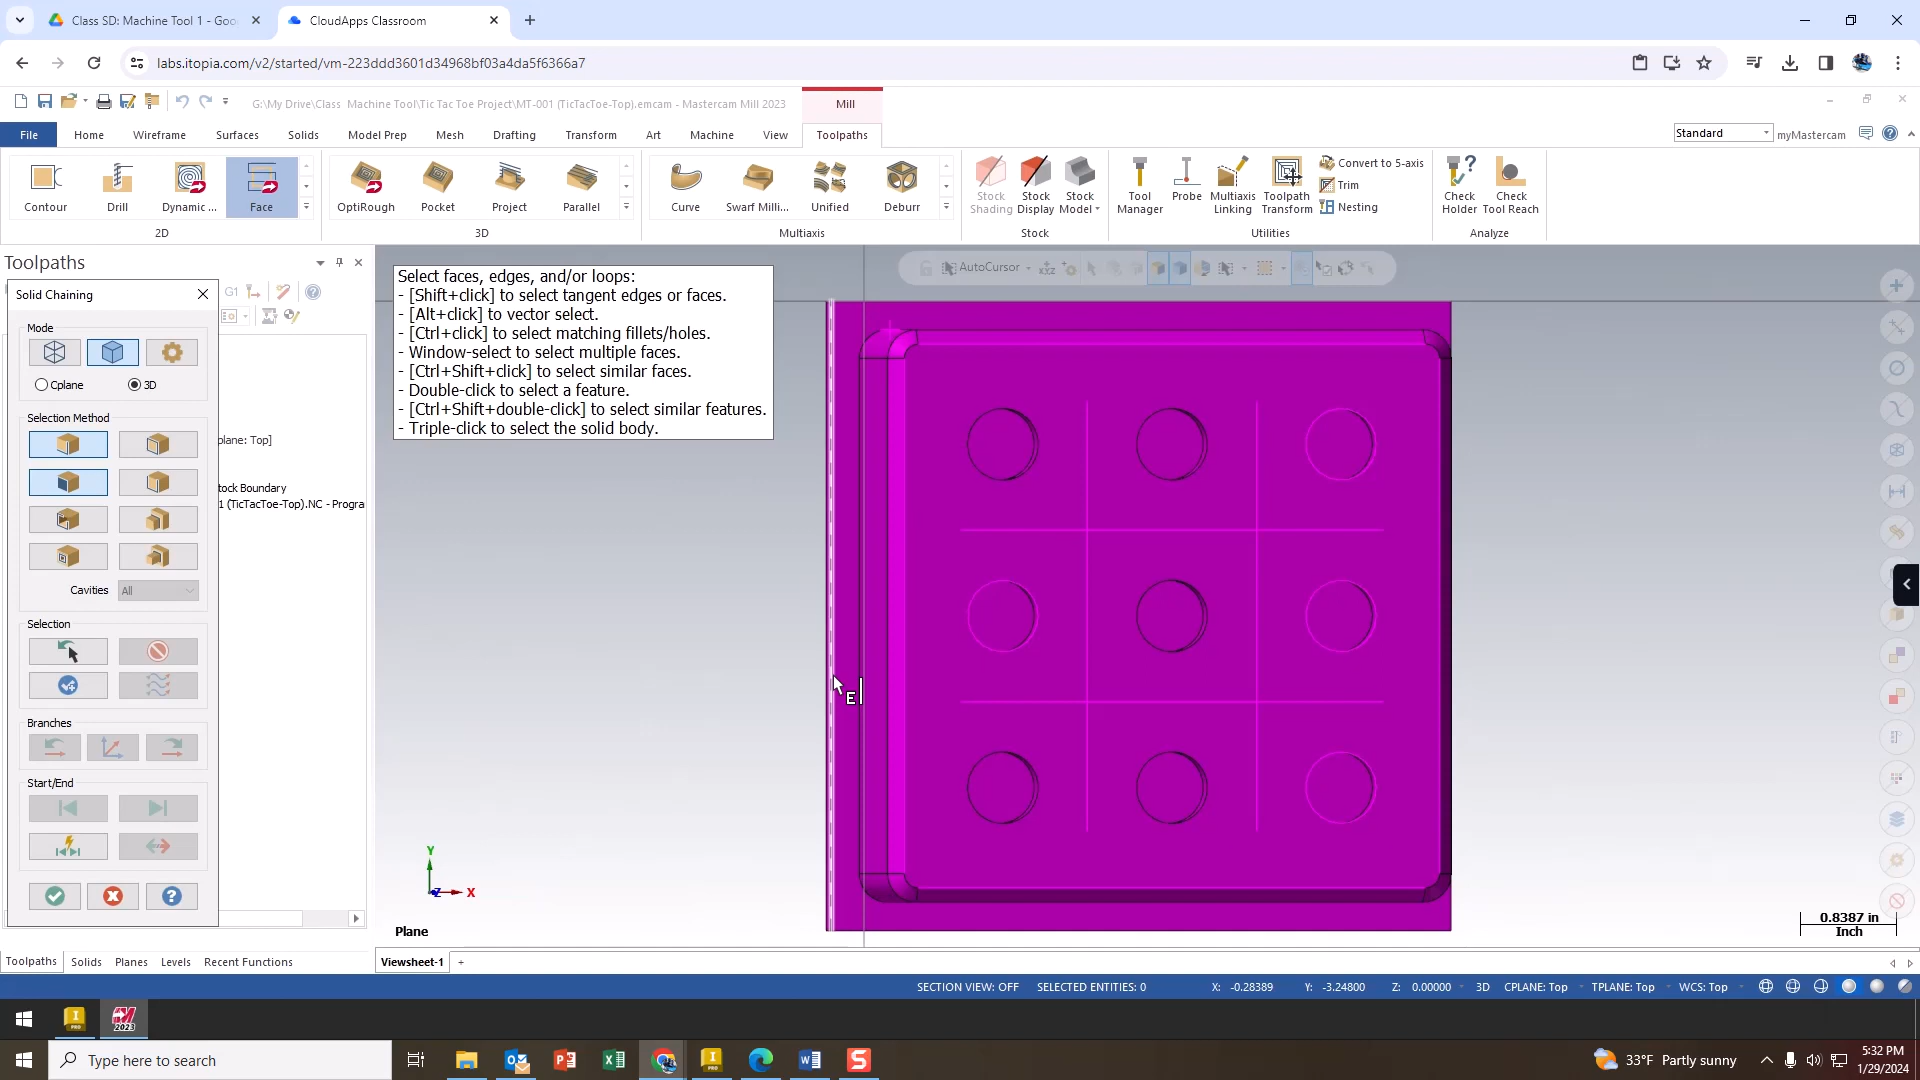 Class SD: Machine Tool 1 - Goo
CloudApps Classroom
labs.itopia.com/v2/started/vm-223ddd3601d34968bf03a4da5f6366a7
G:\My Drive\Class  Machine Tool\Tic Tac Toe Project\MT-001 (TicTacToe-Top).emcam - Mastercam Mill 2023
Mill
File Home Wireframe Surfaces Solids Model Prep Mesh Drafting Transform Art Machine View Toolpaths
Standard
myMastercam
Contour Drill Dynamic ... Face
2D
OptiRough Pocket Project Parallel
3D
Curve Swarf Milli... Unified Deburr
Multiaxis
Stock Shading
Stock Display
Stock Model
Stock
Tool Manager
Probe
Multiaxis Linking
Toolpath Transform
Convert to 5-axis
Trim
Nesting
Utilities
Check Holder
Check Tool Reach
Analyze
Toolpaths
G1
Solid Chaining
Mode
Cplane 3D
Selection Method
Cavities All
Selection
Branches
Start/End
plane: Top]
tock Boundary
1 (TicTacToe-Top).NC - Progra
AutoCursor
XYZ
Select faces, edges, and/or loops:
- [Shift+click] to select tangent edges or faces.
- [Alt+click] to vector select.
- [Ctrl+click] to select matching fillets/holes.
- Window-select to select multiple faces.
- [Ctrl+Shift+click] to select similar faces.
- Double-click to select a feature.
- [Ctrl+Shift+double-click] to select similar features.
- Triple-click to select the solid body.
E
Y
Z
X
Plane
0.8387 in
Inch
Toolpaths Solids Planes Levels Recent Functions
Viewsheet-1 +
SECTION VIEW: OFF SELECTED ENTITIES: 0 X: -0.28389 Y: -3.24800 Z: 0.00000 3D CPLANE: Top TPLANE: Top WCS: Top
I
PRO
2023
Type here to search
33°F Partly sunny
5:32 PM
1/29/2024